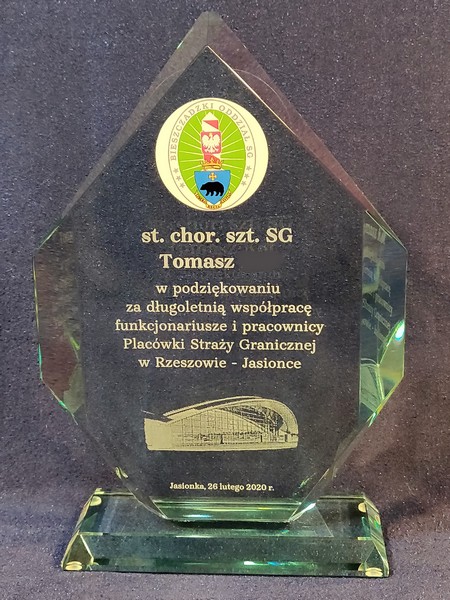 BIESZCZADZKI ODDZIAŁ SG
st. chor. szt. SG
Tomasz
w podziękowaniu
za długoletnią współpracę
funkcjonariusze i pracownicy
Placówki Straży Granicznej
w Rzeszowie - Jasionce
Jasionka, 26 lutego 2020 r.